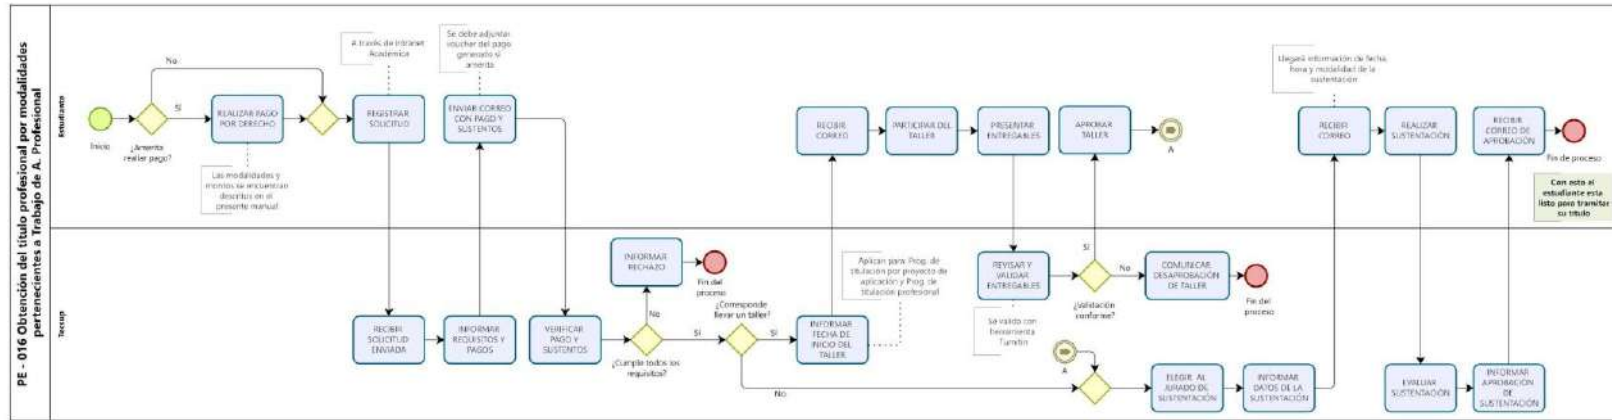 PE - 016 Obtención del título profesional por modalidades
pertenecientes a Trabajo de A. Profesional
Estudiante
Inicio
¿Amerita
realiar pago?
No
Si
REALIZAR PAGO
POR DERECHO
Las modalidades y
montos se encuentran
descritos en el
presente manual
REGISTRAR
SOLICITUD
A través de Intranet
Académica
ENVIAR CORREO
CON PAGO Y
SUSTENTOS
Se debe adjuntar
voucher del pago
generado si
amerita
RECIBIR
CORREO
PARTICIPAR DEL
TALLER
PRESENTAR
ENTREGABLES
APROBAR
TALLER
A
Llegará información de fecha,
hora y modalidad de la
sustentación
RECIBIR
CORREO
REALIZAR
SUSTENTACIÓN
RECIBIR
CORREO DE
APROBACIÓN
Fin de proceso
Con esto el
estudiante esta
listo para tramitar
su título
Tecsup
RECIBIR
SOLICITUD
ENVIADA
INFORMAR
REQUISITOS Y
PAGOS
VERIFICAR
PAGO Y
SUSTENTOS
¿Cumple todos los
requisitos?
No
INFORMAR
RECHAZO
Fin del
proceso
Si
¿Corresponde
llevar un taller?
Si
No
INFORMAR
FECHA DE
INICIO DEL
TALLER
Aplican para: Prog. de
titulación por proyecto de
aplicación y Prog. de
titulación profesional
REVISAR Y
VALIDAR
ENTREGABLES
Se valida con
herramienta
Turnitin
¿Validación
conforme?
Si
No
COMUNICAR
DESAPROBACIÓN
DE TALLER
Fin del
proceso
A
ELEGIR AL
JURADO DE
SUSTENTACIÓN
INFORMAR
DATOS DE LA
SUSTENTACIÓN
EVALUAR
SUSTENTACIÓN
INFORMAR
APROBACIÓN
DE
SUSTENTACIÓN